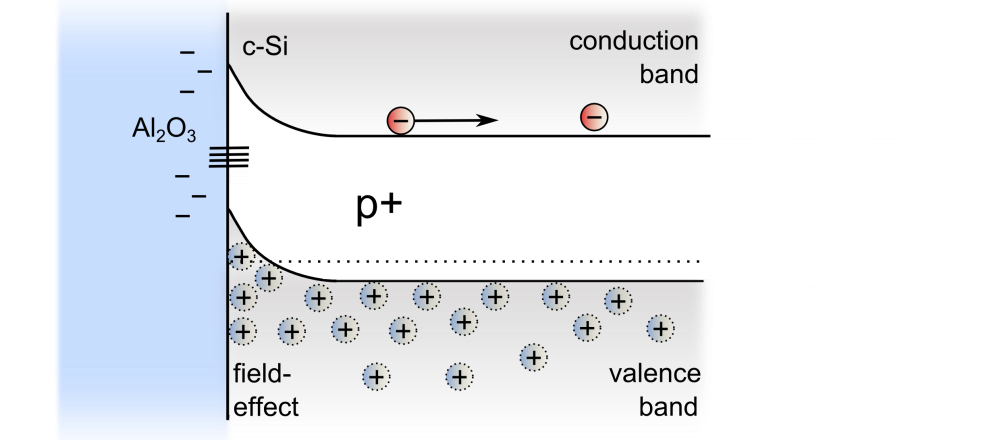 c-Si
conduction
band
Al₂O₃
p+
field-
effect
valence
band